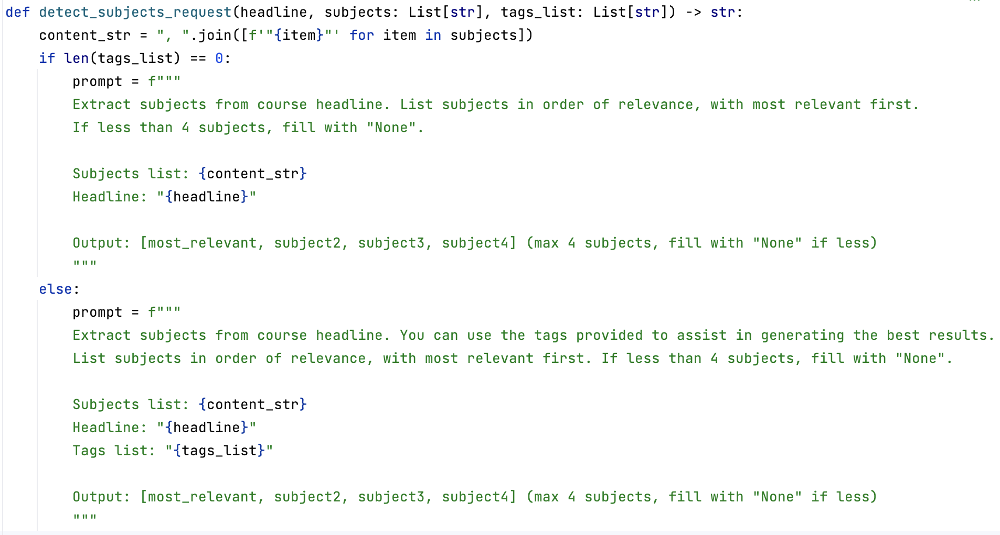 def detect_subjects_request(headline, subjects: List[str], tags_list: List[str]) -> str:
    content_str = ", ".join([f'"{item}"' for item in subjects])
    if len(tags_list) == 0:
        prompt = f"""
        Extract subjects from course headline. List subjects in order of relevance, with most relevant first.
        If less than 4 subjects, fill with "None".

        Subjects list: {content_str}
        Headline: "{headline}"

        Output: [most_relevant, subject2, subject3, subject4] (max 4 subjects, fill with "None" if less)
        """
    else:
        prompt = f"""
        Extract subjects from course headline. You can use the tags provided to assist in generating the best results.
        List subjects in order of relevance, with most relevant first. If less than 4 subjects, fill with "None".

        Subjects list: {content_str}
        Headline: "{headline}"
        Tags list: "{tags_list}"

        Output: [most_relevant, subject2, subject3, subject4] (max 4 subjects, fill with "None" if less)
        """